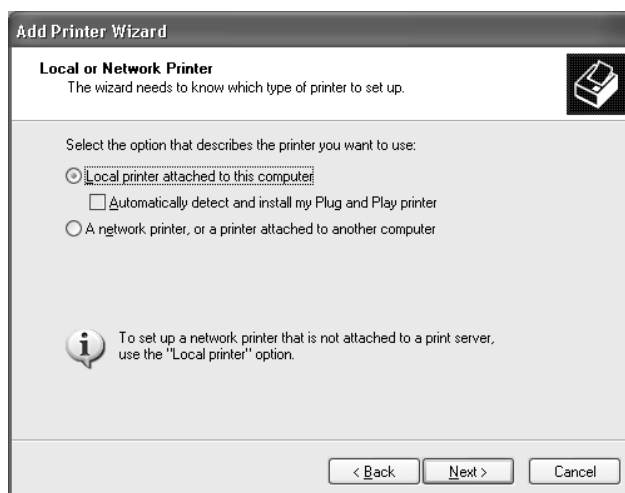 Add Printer Wizard
Local or Network Printer
The wizard needs to know which type of printer to set up.
Select the option that describes the printer you want to use:
Local printer attached to this computer
Automatically detect and install my Plug and Play printer
A network printer, or a printer attached to another computer
To set up a network printer that is not attached to a print server,
use the "Local printer" option.
< Back Next > Cancel